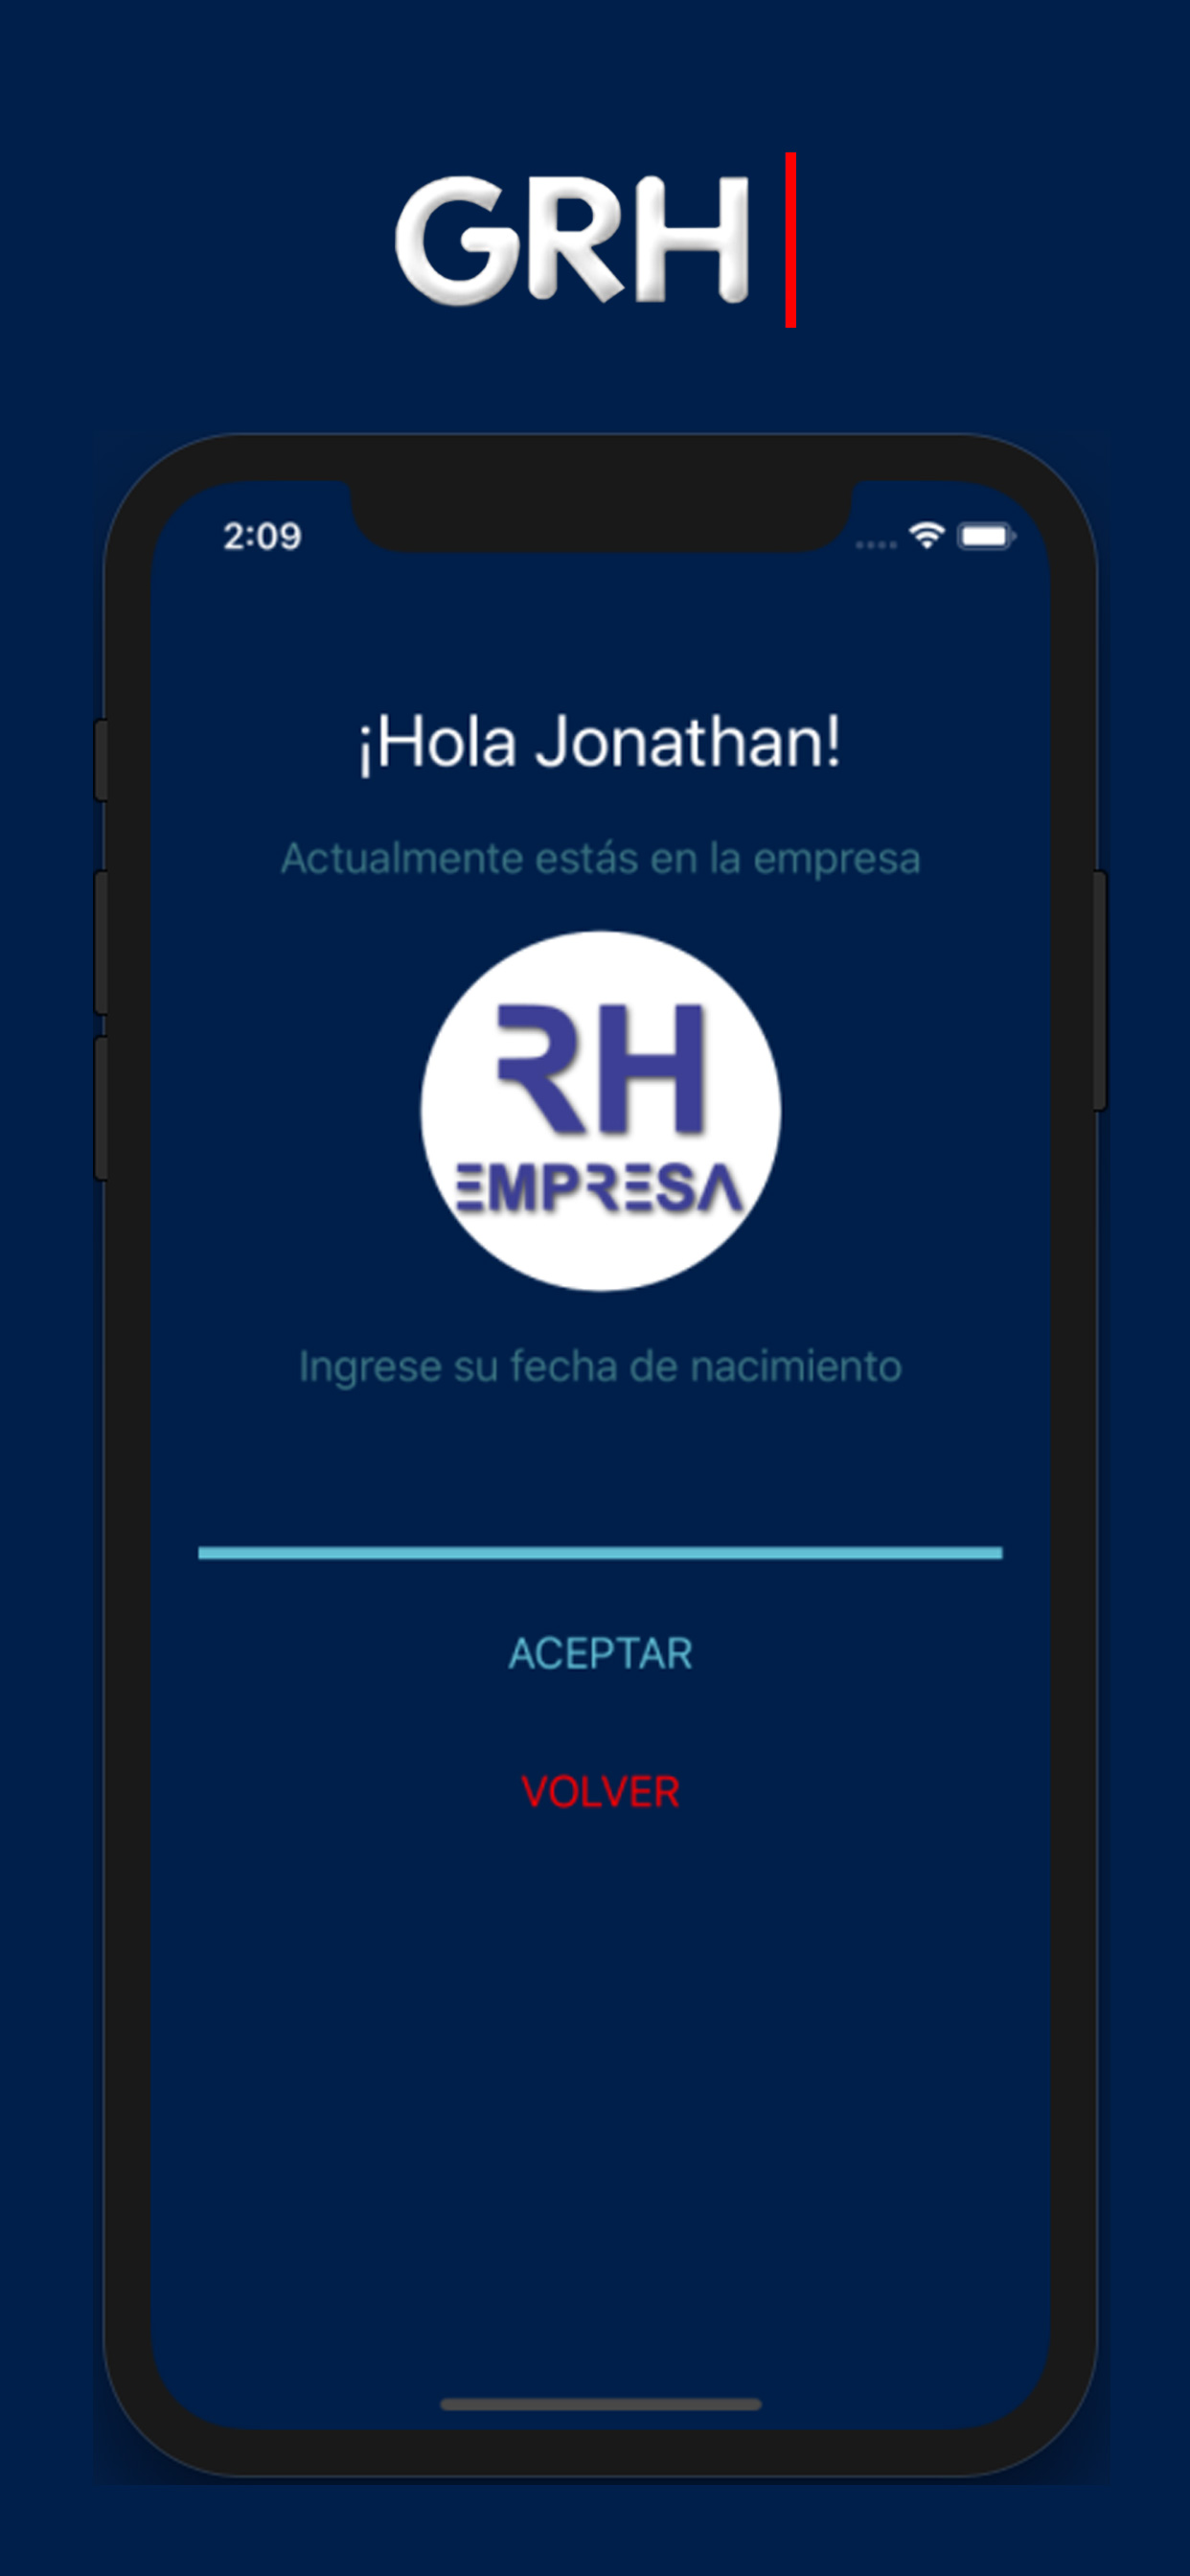 GRH
2:09
¡Hola Jonathan!
Actualmente estás en la empresa
RH
EMPRESA
Ingrese su fecha de nacimiento
ACEPTAR
VOLVER